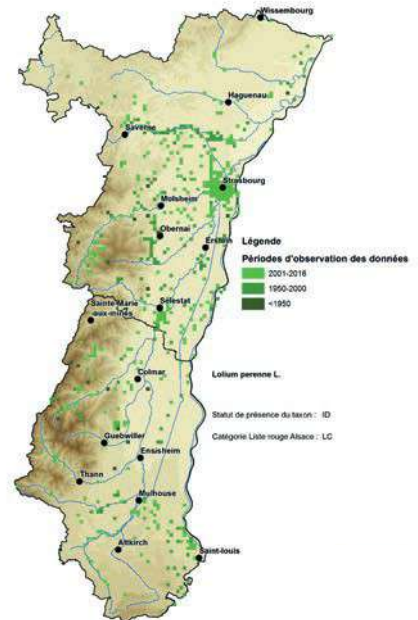 Wissembourg
Haguenau
Saverne
Strasbourg
Molsheim
Obernai
Erstein
Légende
Périodes d'observation des données
2001-2016
1950-2000
<1950
Sainte-Marie
aux-mines
Sélestat
Colmar
Lolium perenne L.
Statut de présence du taxon : ID
Catégorie Liste rouge Alsace : LC
Guebwiller
Ensisheim
Thann
Mulhouse
Altkirch
Saint-louis